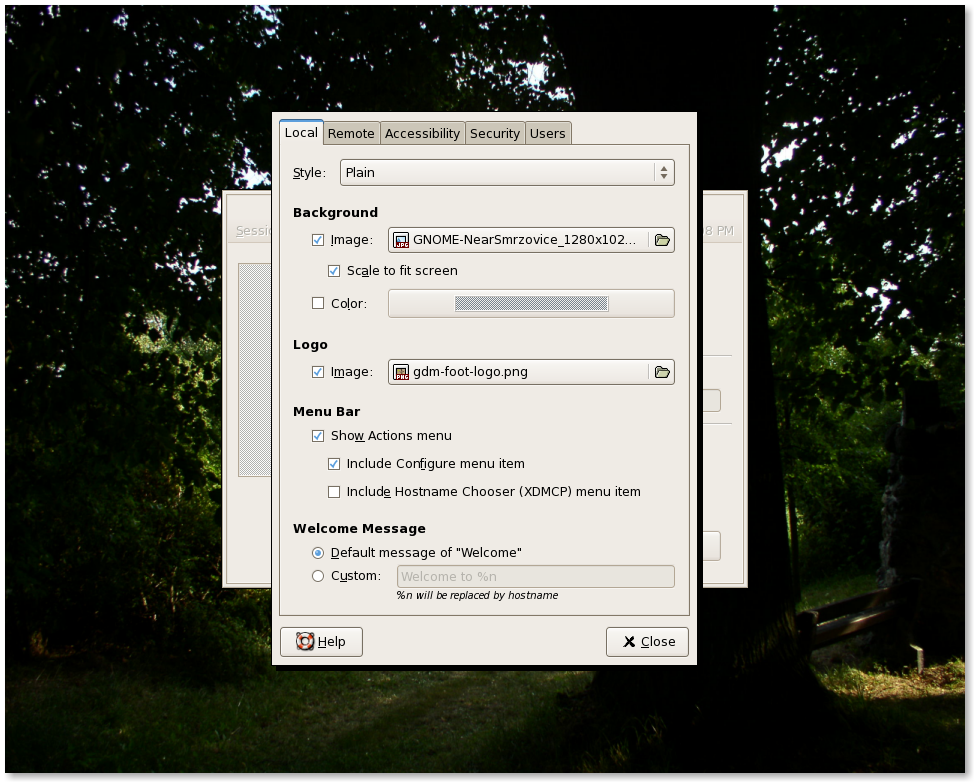 Local Remote Accessibility Security Users
Style: Plain
Background
Image: GNOME-NearSmrzovice_1280x102...
Scale to fit screen
Color:
Logo
Image: gdm-foot-logo.png
Menu Bar
Show Actions menu
Include Configure menu item
Include Hostname Chooser (XDMCP) menu item
Welcome Message
Default message of "Welcome"
Custom: Welcome to %n
%n will be replaced by hostname
Help Close
PM